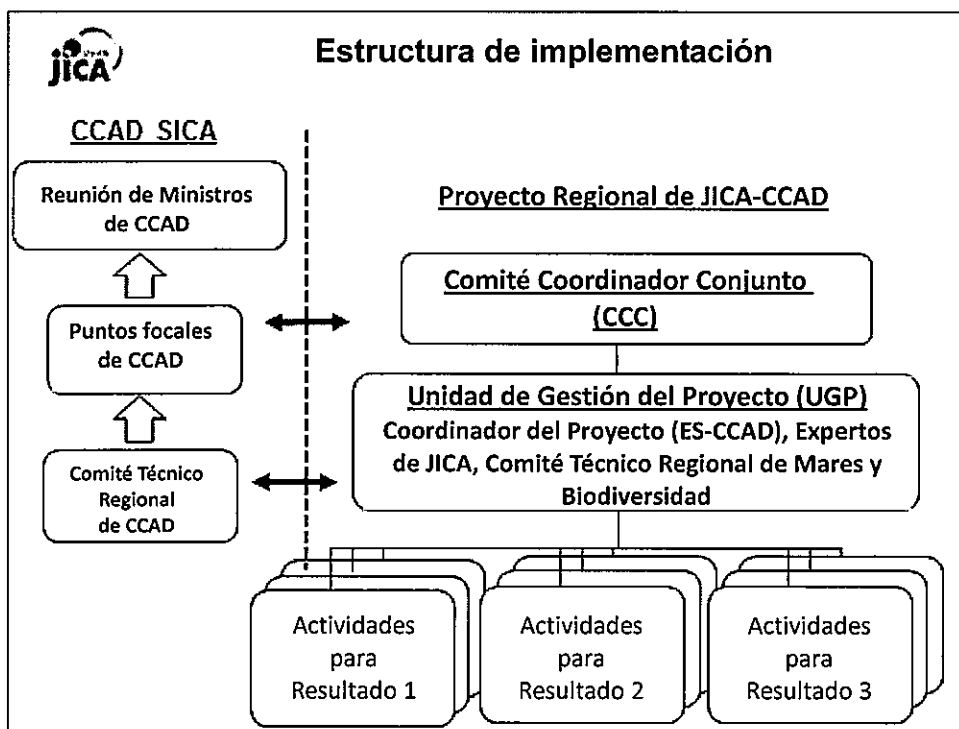 JICA
Estructura de implementación
CCAD SICA
Reunión de Ministros
de CCAD
Puntos focales
de CCAD
Comité Técnico
Regional
de CCAD
Proyecto Regional de JICA-CCAD
Comité Coordinador Conjunto
(CCC)
Unidad de Gestión del Proyecto (UGP)
Coordinador del Proyecto (ES-CCAD), Expertos
de JICA, Comité Técnico Regional de Mares y
Biodiversidad
Actividades
para
Resultado 1
Actividades
para
Resultado 2
Actividades
para
Resultado 3